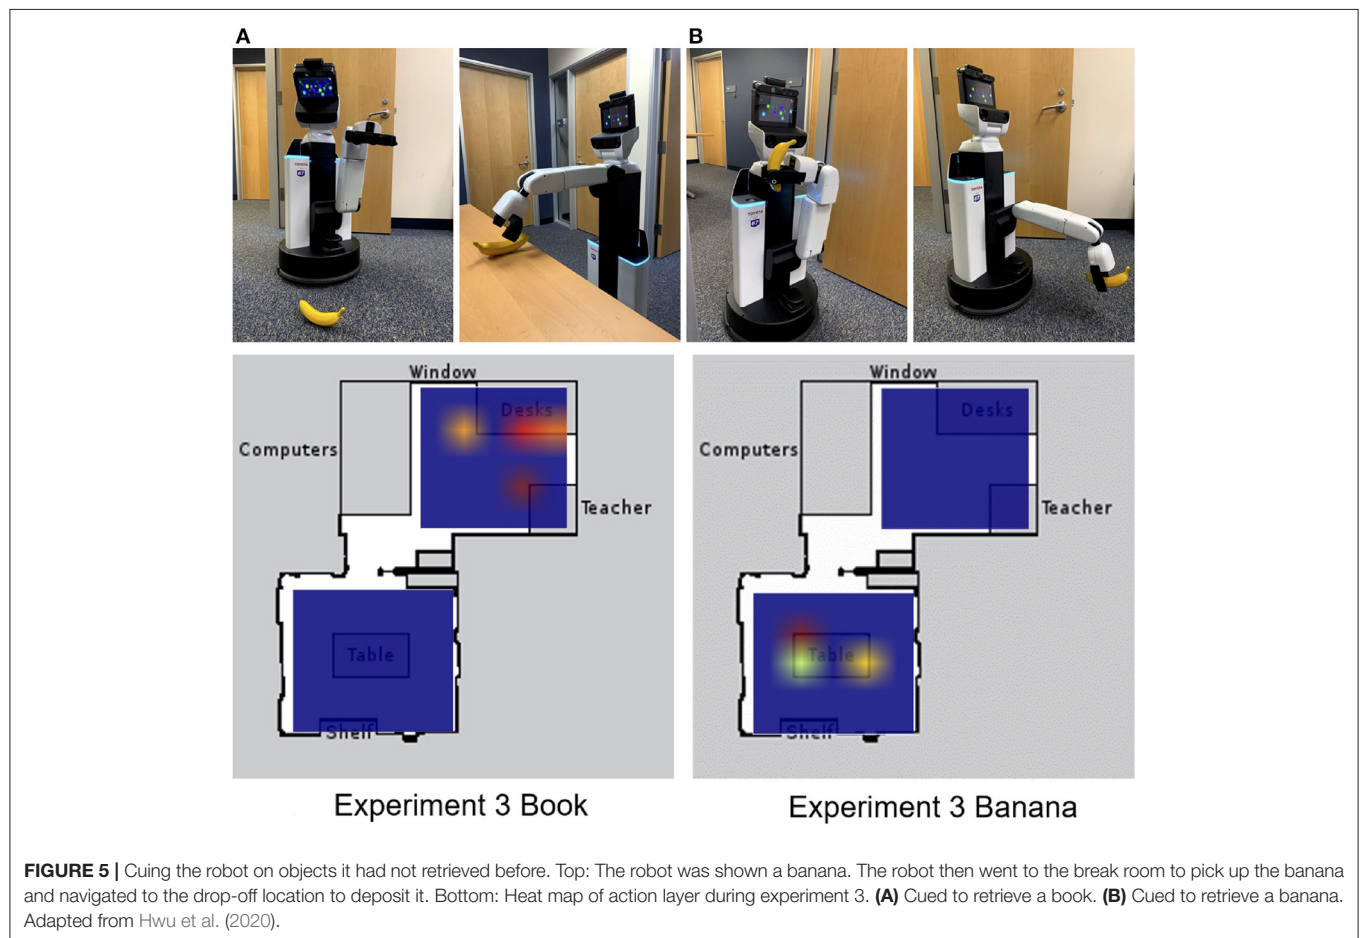 A
B
TOYOTA
TOYOTA
TOYOTA
Window
Desks
Computers
Teacher
Table
Shelf
Window
Desks
Computers
Teacher
Table
Shelf
Experiment 3 Book
Experiment 3 Banana
FIGURE 5 | Cuing the robot on objects it had not retrieved before. Top: The robot was shown a banana. The robot then went to the break room to pick up the banana
and navigated to the drop-off location to deposit it. Bottom: Heat map of action layer during experiment 3. (A) Cued to retrieve a book. (B) Cued to retrieve a banana.
Adapted from Hwu et al. (2020).